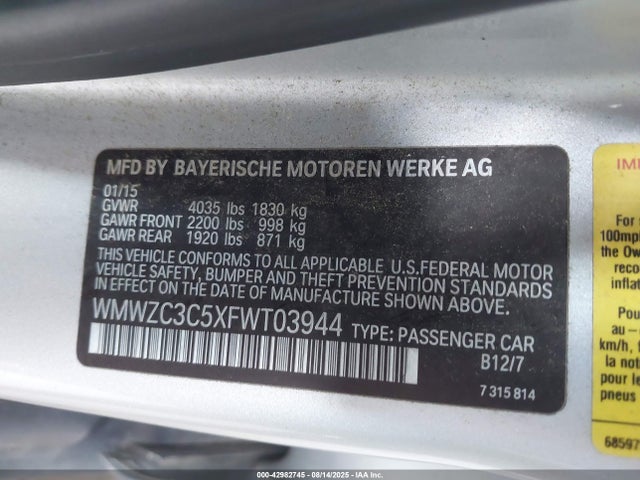 MFD BY BAYERISCHE MOTOREN WERKE AG
01/15
GVWR 4035 lbs 1830 kg
GAWR FRONT 2200 lbs 998 kg
GAWR REAR 1920 lbs 871 kg
THIS VEHICLE CONFORMS TO ALL APPLICABLE U.S.FEDERAL MOTOR
VEHICLE SAFETY, BUMPER AND THEFT PREVENTION STANDARDS
IN EFFECT ON THE DATE OF MANUFACTURE SHOWN ABOVE.
WMWZC3C5XFWT03944 TYPE: PASSENGER CAR
B12/7
7 315 814
For
100mp
the Ow
reco
inflat
Pou
au –
km/h, f
la not
pour le
pneus
68597
000-42982745 - 08/14/2025 - IAA Inc. ©